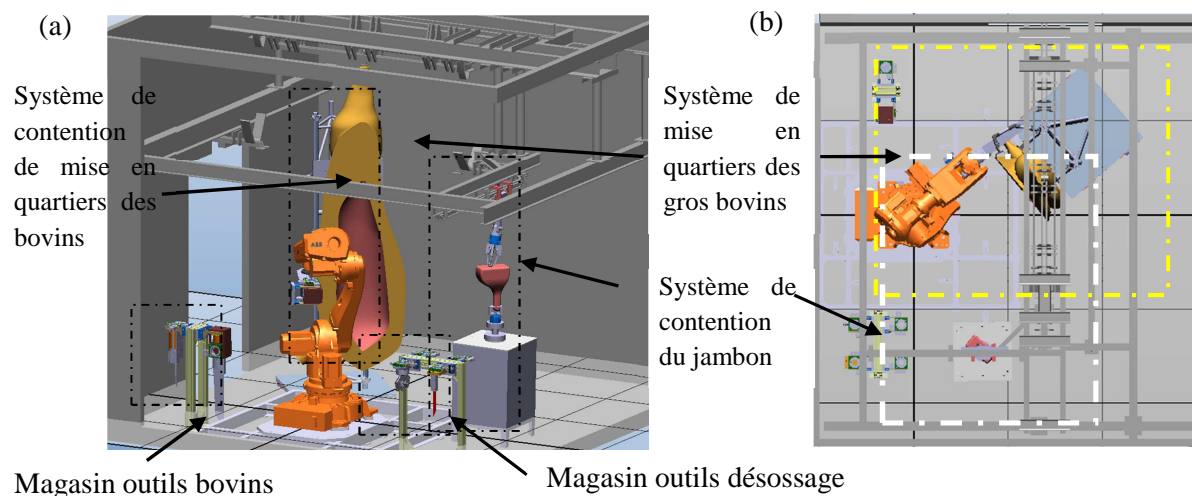 (a)
Système de
contention
de mise en
quartiers des
bovins
Magasin outils bovins
Magasin outils désossage
(b)
Système de
mise en
quartiers des
gros bovins
Système de
contention
du jambon
ABB